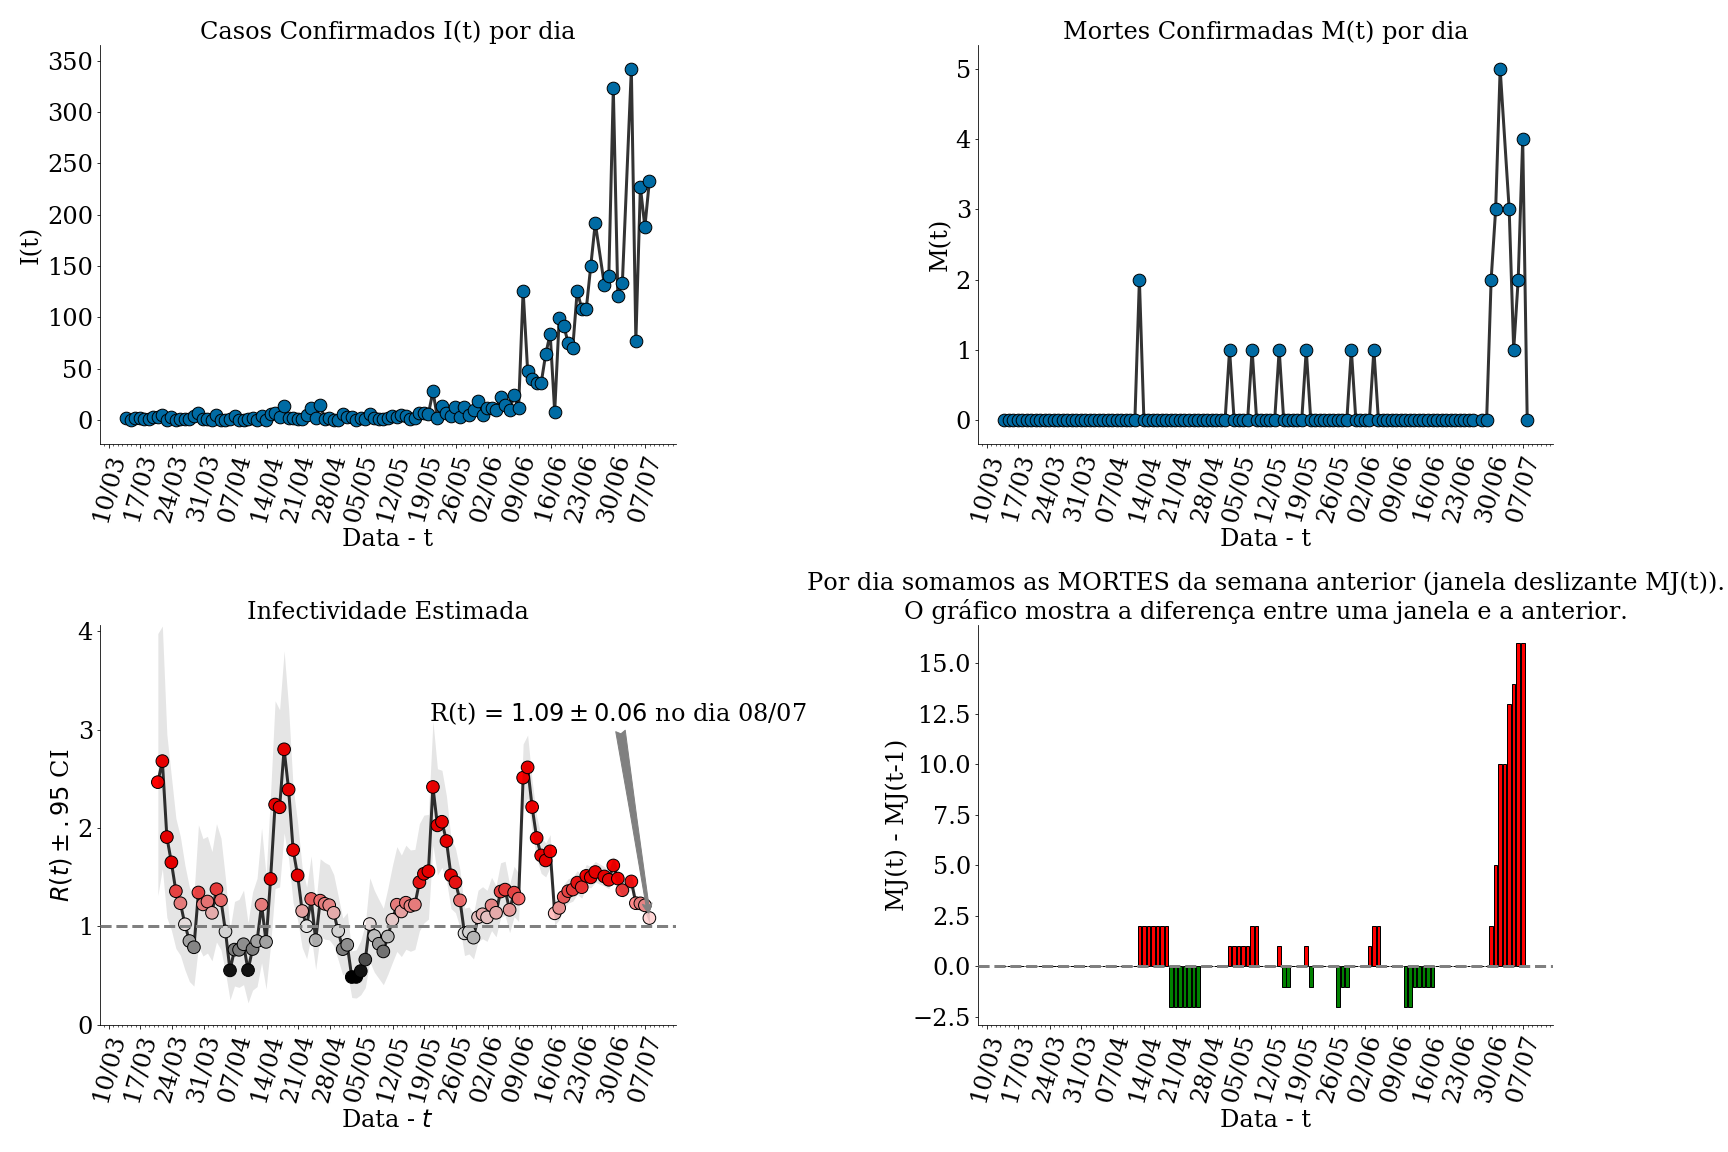 Casos Confirmados I(t) por dia
350
300
250
200
150
100
50
0
I(t)
10/03 17/03 24/03 31/03 07/04 14/04 21/04 28/04 05/05 12/05 19/05 26/05 02/06 09/06 16/06 23/06 30/06 07/07
Data - t
Mortes Confirmadas M(t) por dia
5
4
3
2
1
0
M(t)
10/03 17/03 24/03 31/03 07/04 14/04 21/04 28/04 05/05 12/05 19/05 26/05 02/06 09/06 16/06 23/06 30/06 07/07
Data - t
Infectividade Estimada
4
3
2
1
0
R(t) ± .95 CI
R(t) = 1.09 ± 0.06 no dia 08/07
10/03 17/03 24/03 31/03 07/04 14/04 21/04 28/04 05/05 12/05 19/05 26/05 02/06 09/06 16/06 23/06 30/06 07/07
Data - t
Por dia somamos as MORTES da semana anterior (janela deslizante MJ(t)).
O gráfico mostra a diferença entre uma janela e a anterior.
15.0
12.5
10.0
7.5
5.0
2.5
0.0
−2.5
MJ(t) - MJ(t-1)
10/03 17/03 24/03 31/03 07/04 14/04 21/04 28/04 05/05 12/05 19/05 26/05 02/06 09/06 16/06 23/06 30/06 07/07
Data - t